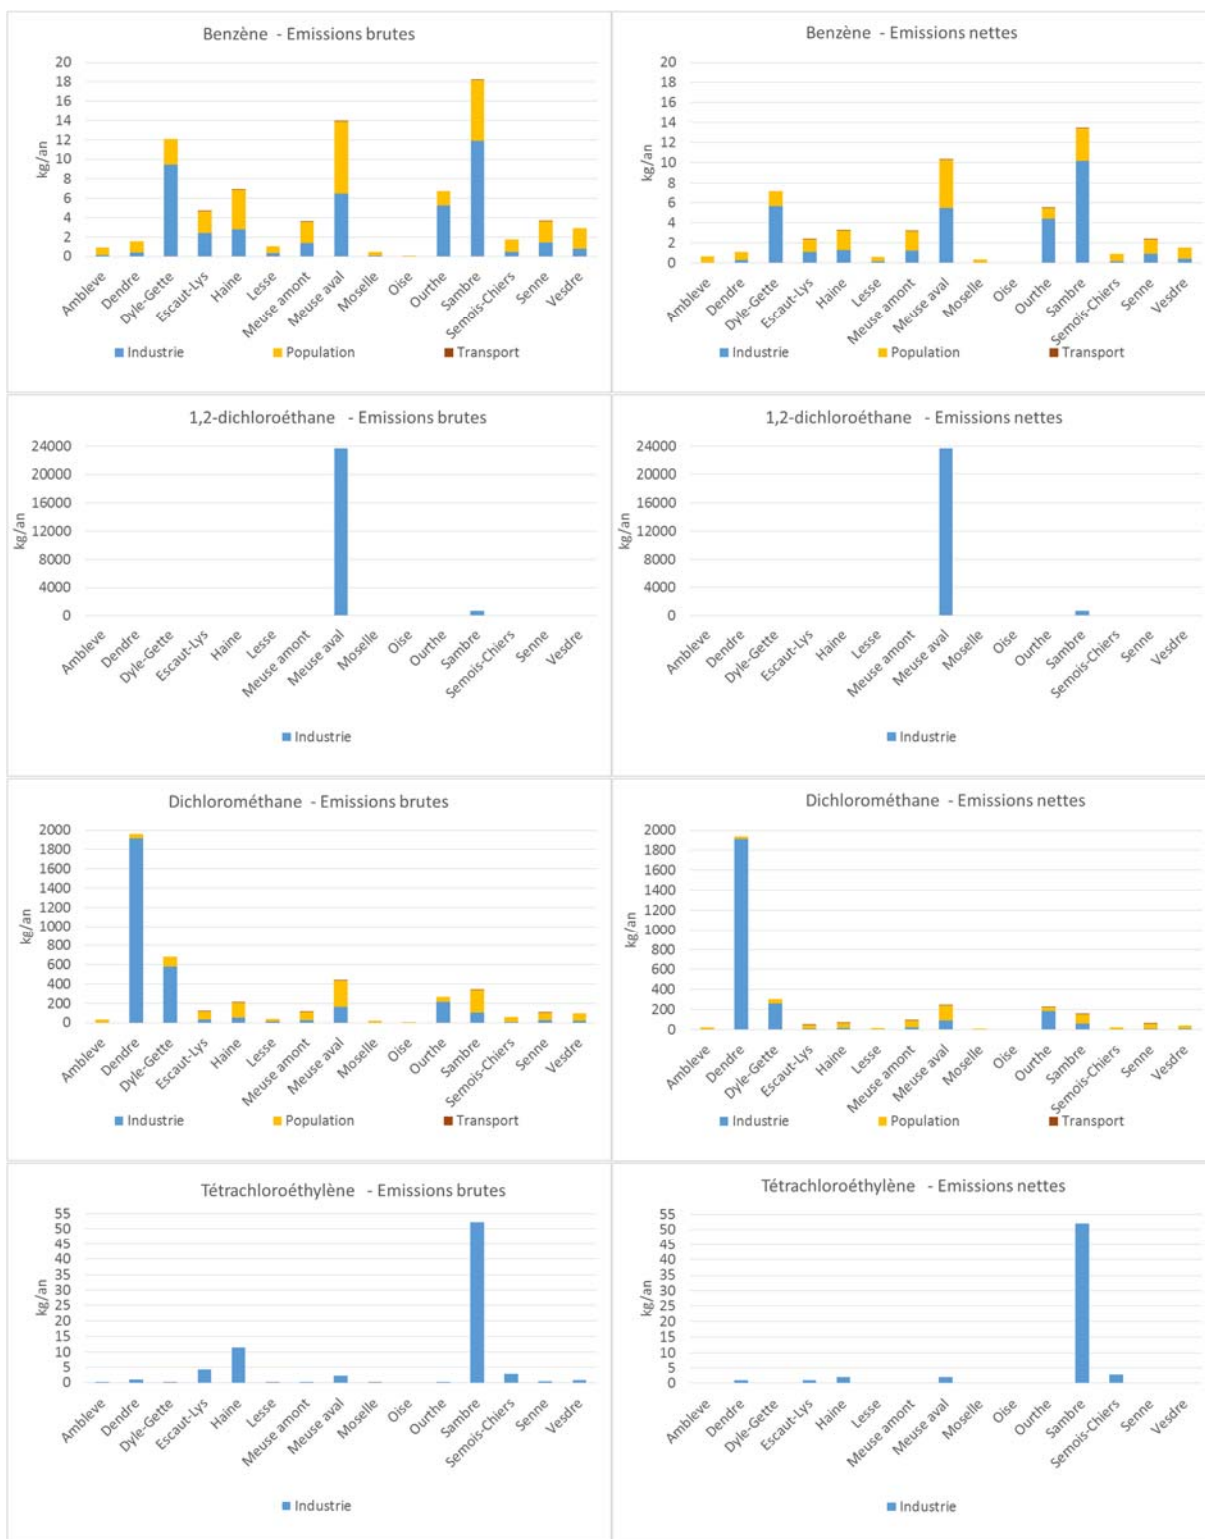 Benzène - Emissions brutes
20
18
16
14
12
10
8
6
4
2
0
kg/an
Ambleve
Dendre
Dyle-Gette
Escaut-Lys
Haine
Lesse
Meuse amont
Meuse aval
Moselle
Oise
Ourthe
Sambre
Semois-Chiers
Senne
Vesdre
Industrie Population Transport
Benzène - Emissions nettes
20
18
16
14
12
10
8
6
4
2
0
kg/an
Ambleve
Dendre
Dyle-Gette
Escaut-Lys
Haine
Lesse
Meuse amont
Meuse aval
Moselle
Oise
Ourthe
Sambre
Semois-Chiers
Senne
Vesdre
Industrie Population Transport
1,2-dichloroéthane - Emissions brutes
24000
20000
16000
12000
8000
4000
0
kg/an
Ambleve
Dendre
Dyle-Gette
Escaut-Lys
Haine
Lesse
Meuse amont
Meuse aval
Moselle
Oise
Ourthe
Sambre
Semois-Chiers
Senne
Vesdre
Industrie
1,2-dichloroéthane - Emissions nettes
24000
20000
16000
12000
8000
4000
0
kg/an
Ambleve
Dendre
Dyle-Gette
Escaut-Lys
Haine
Lesse
Meuse amont
Meuse aval
Moselle
Oise
Ourthe
Sambre
Semois-Chiers
Senne
Vesdre
Industrie
Dichlorométhane - Emissions brutes
2000
1800
1600
1400
1200
1000
800
600
400
200
0
kg/an
Ambleve
Dendre
Dyle-Gette
Escaut-Lys
Haine
Lesse
Meuse amont
Meuse aval
Moselle
Oise
Ourthe
Sambre
Semois-Chiers
Senne
Vesdre
Industrie Population Transport
Dichlorométhane - Emissions nettes
2000
1800
1600
1400
1200
1000
800
600
400
200
0
kg/an
Ambleve
Dendre
Dyle-Gette
Escaut-Lys
Haine
Lesse
Meuse amont
Meuse aval
Moselle
Oise
Ourthe
Sambre
Semois-Chiers
Senne
Vesdre
Industrie Population Transport
Tétrachloroéthylène - Emissions brutes
55
50
45
40
35
30
25
20
15
10
5
0
kg/an
Ambleve
Dendre
Dyle-Gette
Escaut-Lys
Haine
Lesse
Meuse amont
Meuse aval
Moselle
Oise
Ourthe
Sambre
Semois-Chiers
Senne
Vesdre
Industrie
Tétrachloroéthylène - Emissions nettes
55
50
45
40
35
30
25
20
15
10
5
0
kg/an
Ambleve
Dendre
Dyle-Gette
Escaut-Lys
Haine
Lesse
Meuse amont
Meuse aval
Moselle
Oise
Ourthe
Sambre
Semois-Chiers
Senne
Vesdre
Industrie